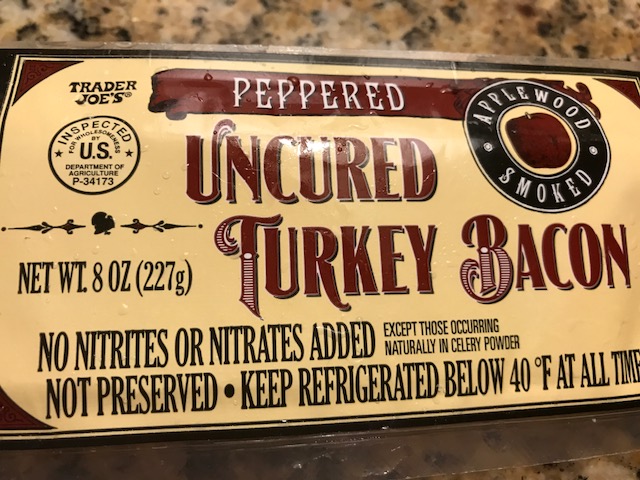 TRADER JOE'S®
PEPPERED
APPLEWOOD SMOKED
INSPECTED FOR WHOLESOMENESS BY
U.S.
DEPARTMENT OF
AGRICULTURE
P-34173
UNCURED
TURKEY BACON
NET WT. 8 OZ (227g)
NO NITRITES OR NITRATES ADDED EXCEPT THOSE OCCURRING
NATURALLY IN CELERY POWDER
NOT PRESERVED • KEEP REFRIGERATED BELOW 40 °F AT ALL